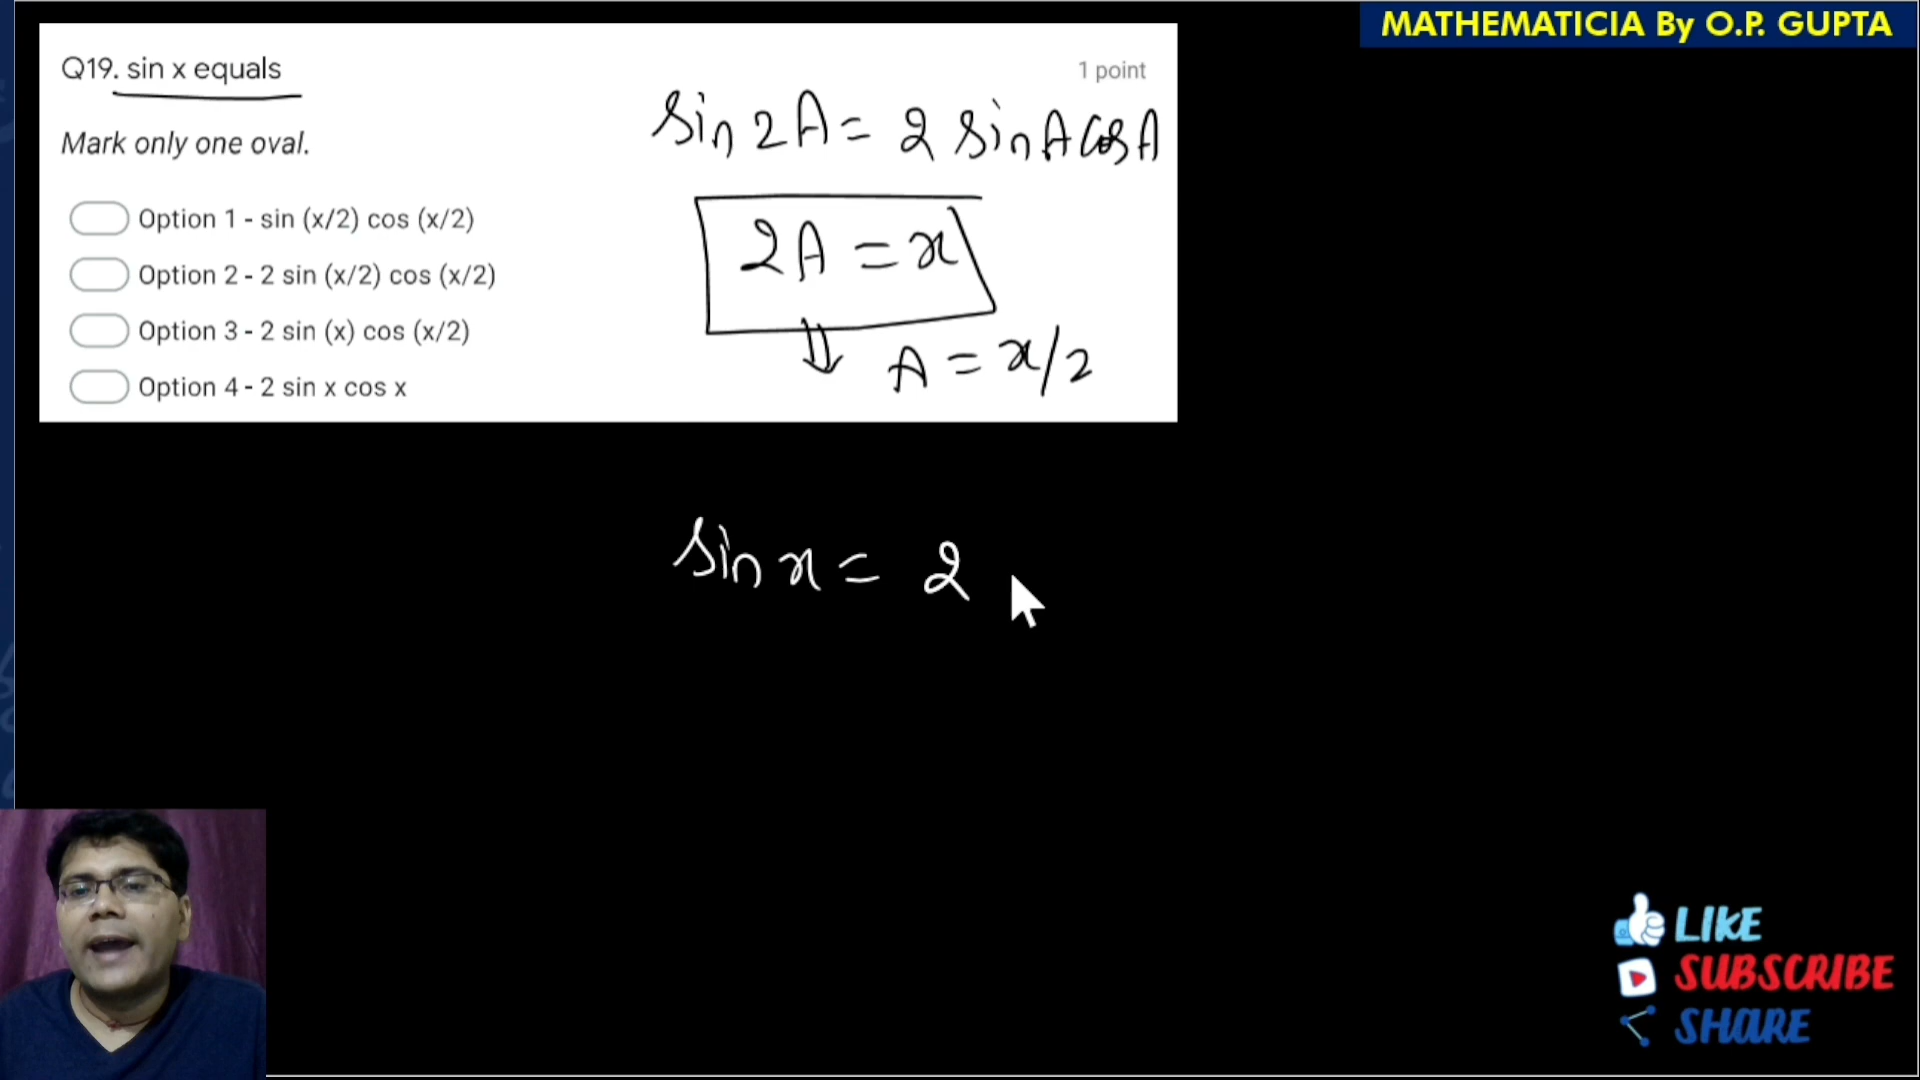 MATHEMATICIA By O.P. GUPTA
Q19. sin x equals
1 point
Mark only one oval.
Option 1 - sin (x/2) cos (x/2)
Option 2 - 2 sin (x/2) cos (x/2)
Option 3 - 2 sin (x) cos (x/2)
Option 4 - 2 sin x cos x
sin 2A = 2 sin A cos A
2A = x
⇓ A = x/2
sin x = 2
LIKE
SUBSCRIBE
SHARE